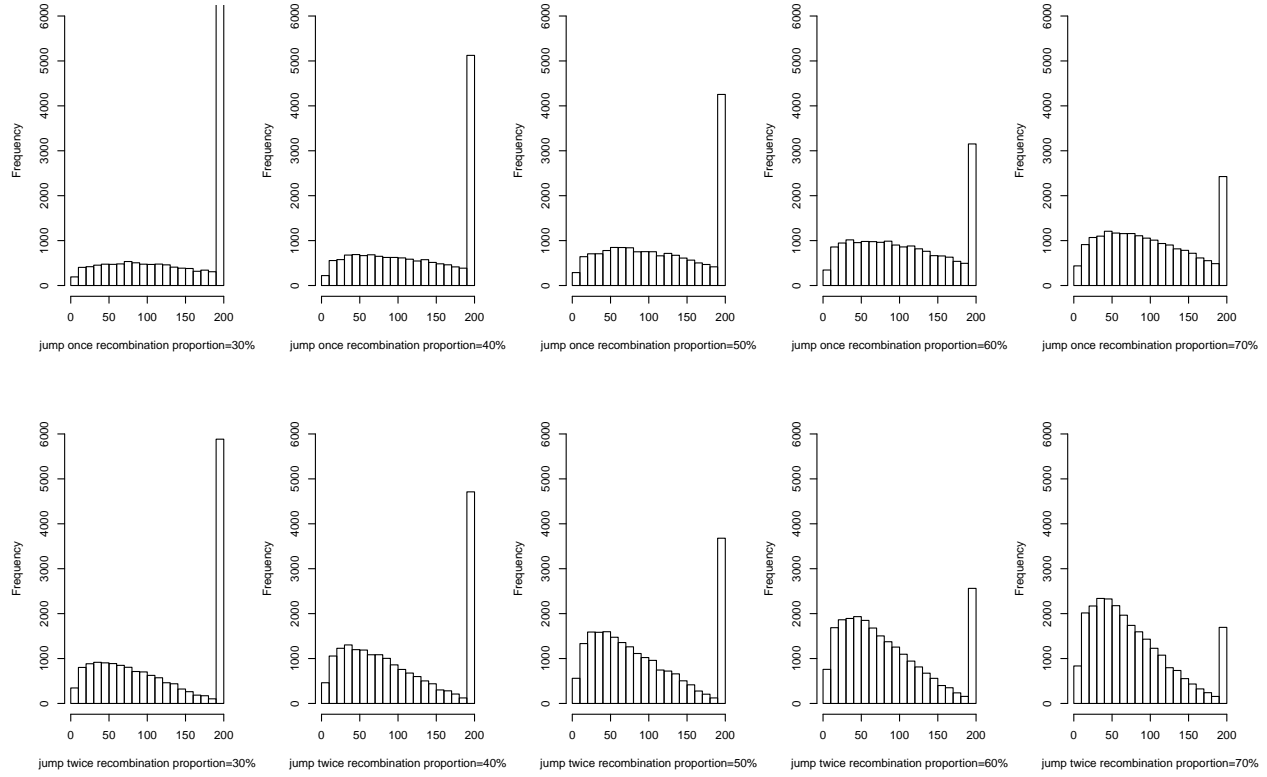 6000 6000 6000 6000 6000
5000 5000 5000 5000 5000
4000 4000 4000 4000 4000
3000 3000 3000 3000 3000
2000 2000 2000 2000 2000
1000 1000 1000 1000 1000
0 0 0 0 0
Frequency Frequency Frequency Frequency Frequency
0 50 100 150 200 0 50 100 150 200 0 50 100 150 200 0 50 100 150 200 0 50 100 150 200
jump once recombination proportion=30% jump once recombination proportion=40% jump once recombination proportion=50% jump once recombination proportion=60% jump once recombination proportion=70%
6000 6000 6000 6000 6000
5000 5000 5000 5000 5000
4000 4000 4000 4000 4000
3000 3000 3000 3000 3000
2000 2000 2000 2000 2000
1000 1000 1000 1000 1000
0 0 0 0 0
Frequency Frequency Frequency Frequency Frequency
0 50 100 150 200 0 50 100 150 200 0 50 100 150 200 0 50 100 150 200 0 50 100 150 200
jump twice recombination proportion=30% jump twice recombination proportion=40% jump twice recombination proportion=50% jump twice recombination proportion=60% jump twice recombination proportion=70%